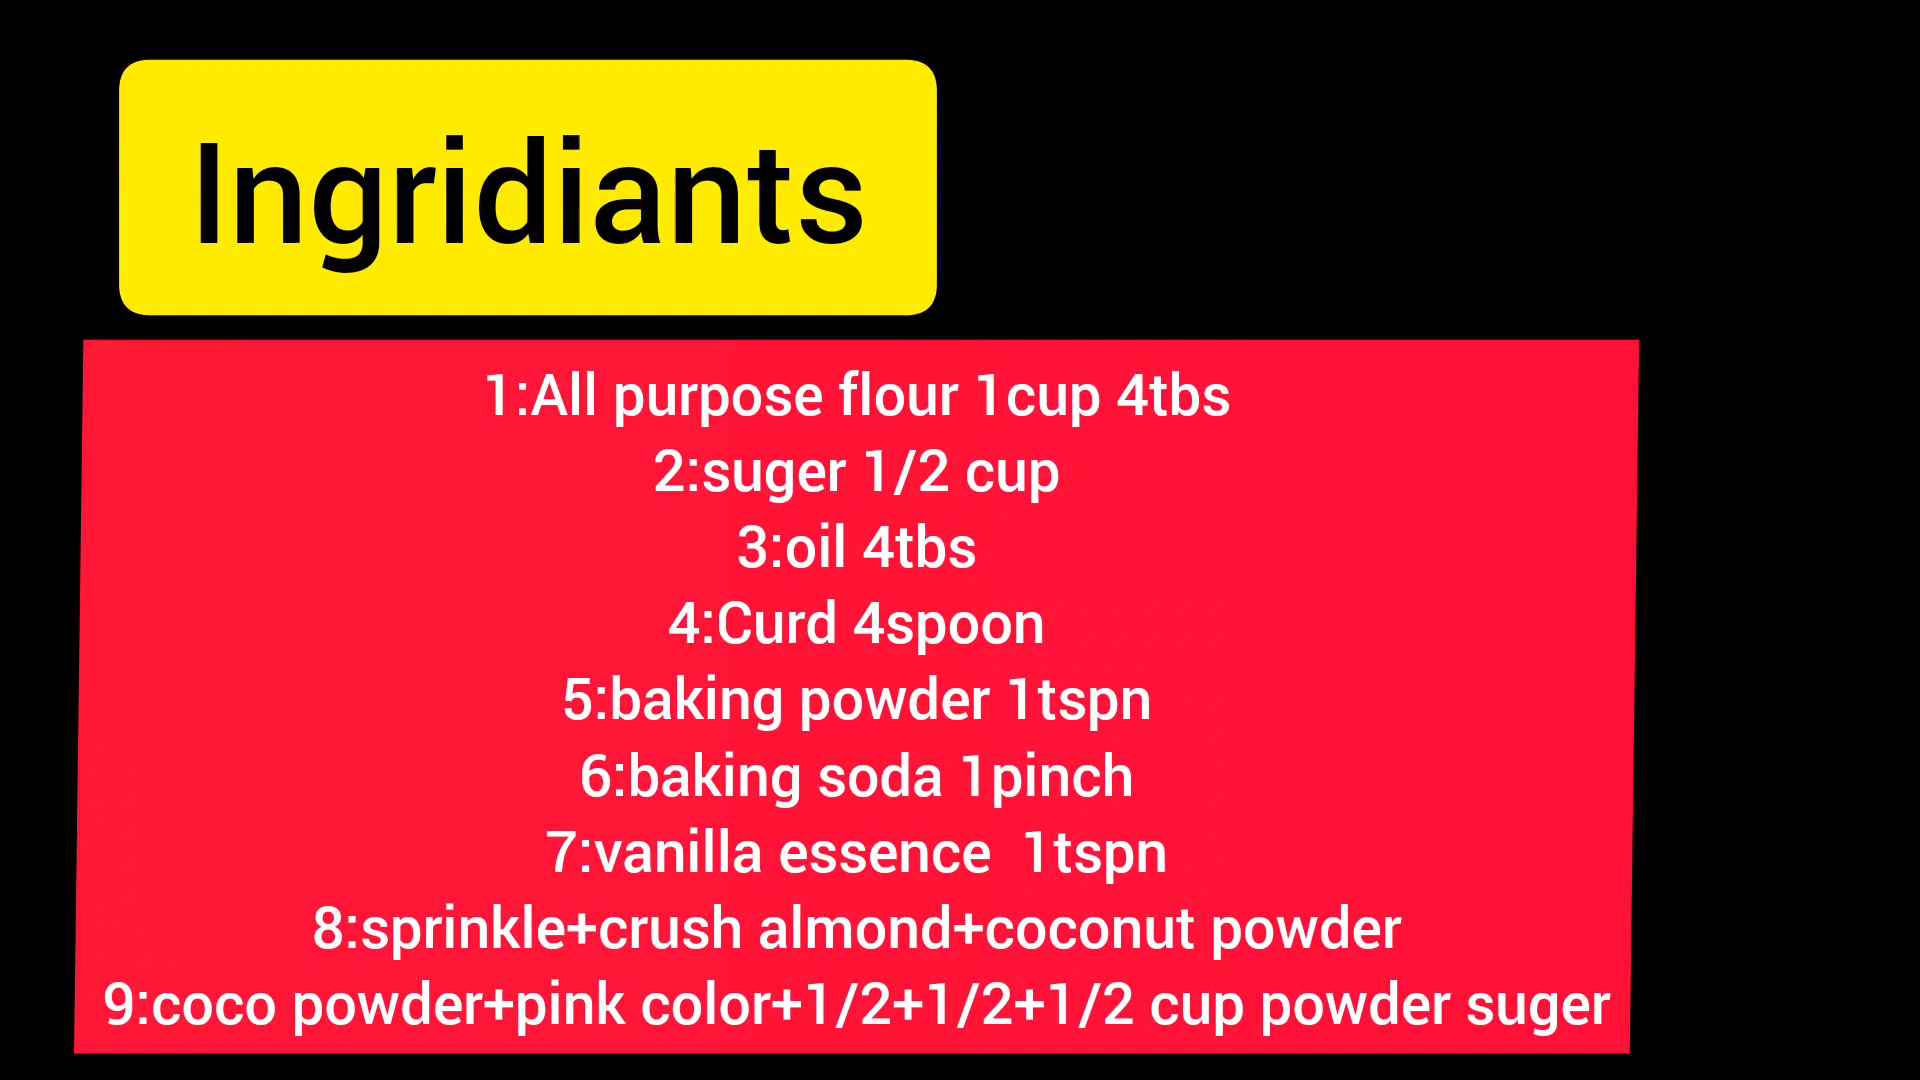 Ingridiants
1:All purpose flour 1cup 4tbs
2:suger 1/2 cup
3:oil 4tbs
4:Curd 4spoon
5:baking powder 1tspn
6:baking soda 1pinch
7:vanilla essence  1tspn
8:sprinkle+crush almond+coconut powder
9:coco powder+pink color+1/2+1/2+1/2 cup powder suger